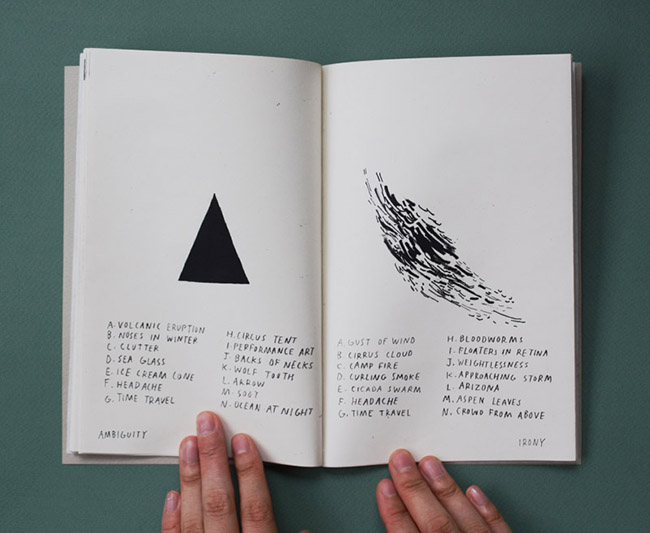 A. VOLCANIC ERUPTION
B. NOSES IN WINTER
C. CLUTTER
D. SEA GLASS
E. ICE CREAM CONE
F. HEADACHE
G. TIME TRAVEL
H. CIRCUS TENT
I. PERFORMANCE ART
J. BACKS OF NECKS
K. WOLF TOOTH
L. ARROW
M. SOOT
N. OCEAN AT NIGHT
AMBIGUITY
A. GUST OF WIND
B. CIRRUS CLOUD
C. CAMP FIRE
D. CURLING SMOKE
E. CICADA SWARM
F. HEADACHE
G. TIME TRAVEL
H. BLOODWORMS
I. FLOATERS IN RETINA
J. WEIGHTLESSNESS
K. APPROACHING STORM
L. ARIZONA
M. ASPEN LEAVES
N. CROWD FROM ABOVE
IRONY